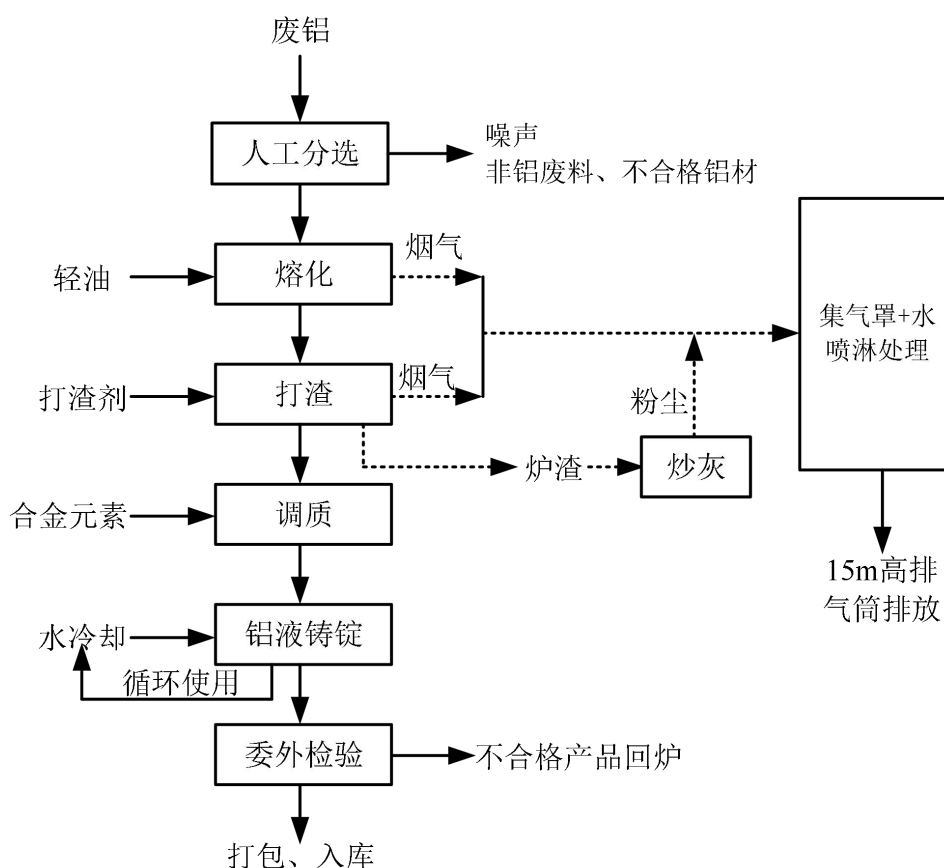 废铝
人工分选
噪声
非铝废料、不合格铝材
轻油
熔化
烟气
集气罩+水
喷淋处理
打渣剂
打渣
烟气
粉尘
炉渣
炒灰
合金元素
调质
15m高排
气筒排放
水冷却
铝液铸锭
循环使用
委外检验
不合格产品回炉
打包、入库